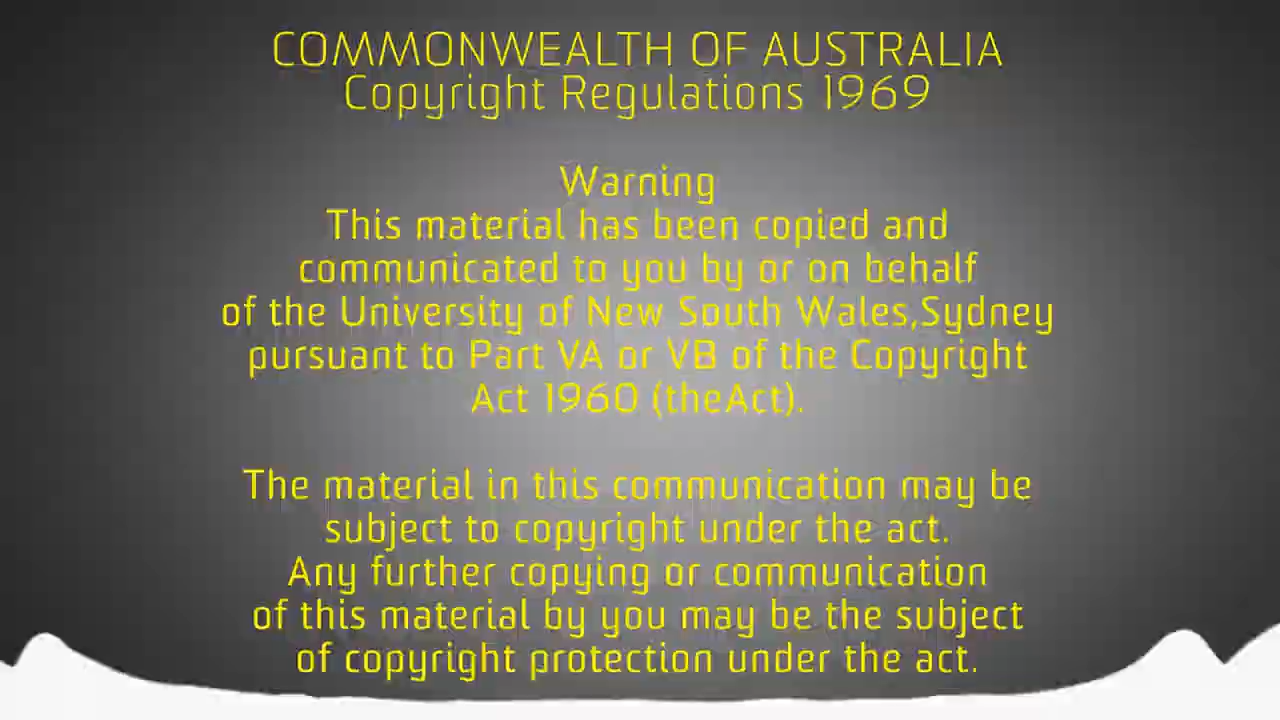 COMMONWEALTH OF AUSTRALIA
Copyright Regulations 1969
Warning
This material has been copied and
communicated to you by or on behalf
of the University of New South Wales,Sydney
pursuant to Part VA or VB of the Copyright
Act 1960 (theAct).
The material in this communication may be
subject to copyright under the act.
Any further copying or communication
of this material by you may be the subject
of copyright protection under the act.